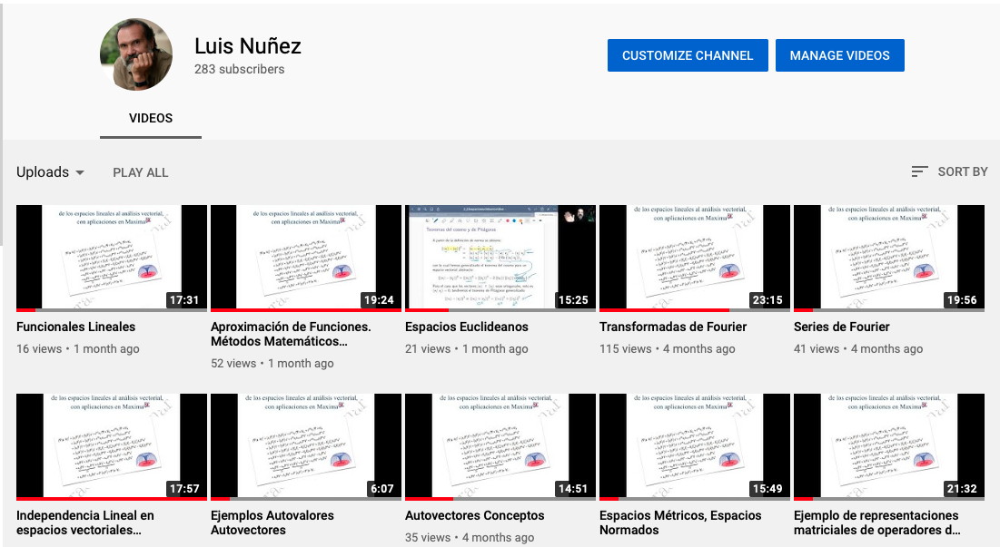 Luis Nuñez
283 subscribers
CUSTOMIZE CHANNEL
MANAGE VIDEOS
VIDEOS
Uploads
PLAY ALL
SORT BY
de los espacios lineales al análisis vectorial,
con aplicaciones en Maxima
17:31
de los espacios lineales al análisis vectorial,
con aplicaciones en Maxima
19:24
Teoremas del coseno y de Pitágoras
15:25
de los espacios lineales al análisis vectorial,
con aplicaciones en Maxima
23:15
de los espacios lineales al análisis vectorial,
con aplicaciones en Maxima
19:56
Funcionales Lineales
16 views • 1 month ago
Aproximación de Funciones.
Métodos Matemáticos...
52 views • 1 month ago
Espacios Euclideanos
21 views • 1 month ago
Transformadas de Fourier
115 views • 4 months ago
Series de Fourier
41 views • 4 months ago
de los espacios lineales al análisis vectorial,
con aplicaciones en Maxima
17:57
de los espacios lineales al análisis vectorial,
con aplicaciones en Maxima
6:07
de los espacios lineales al análisis vectorial,
con aplicaciones en Maxima
14:51
de los espacios lineales al análisis vectorial,
con aplicaciones en Maxima
15:49
de los espacios lineales al análisis vectorial,
con aplicaciones en Maxima
21:32
Independencia Lineal en
espacios vectoriales...
Ejemplos Autovalores
Autovectores
Autovectores Conceptos
35 views • 4 months ago
Espacios Métricos, Espacios
Normados
Ejemplo de representaciones
matriciales de operadores d...